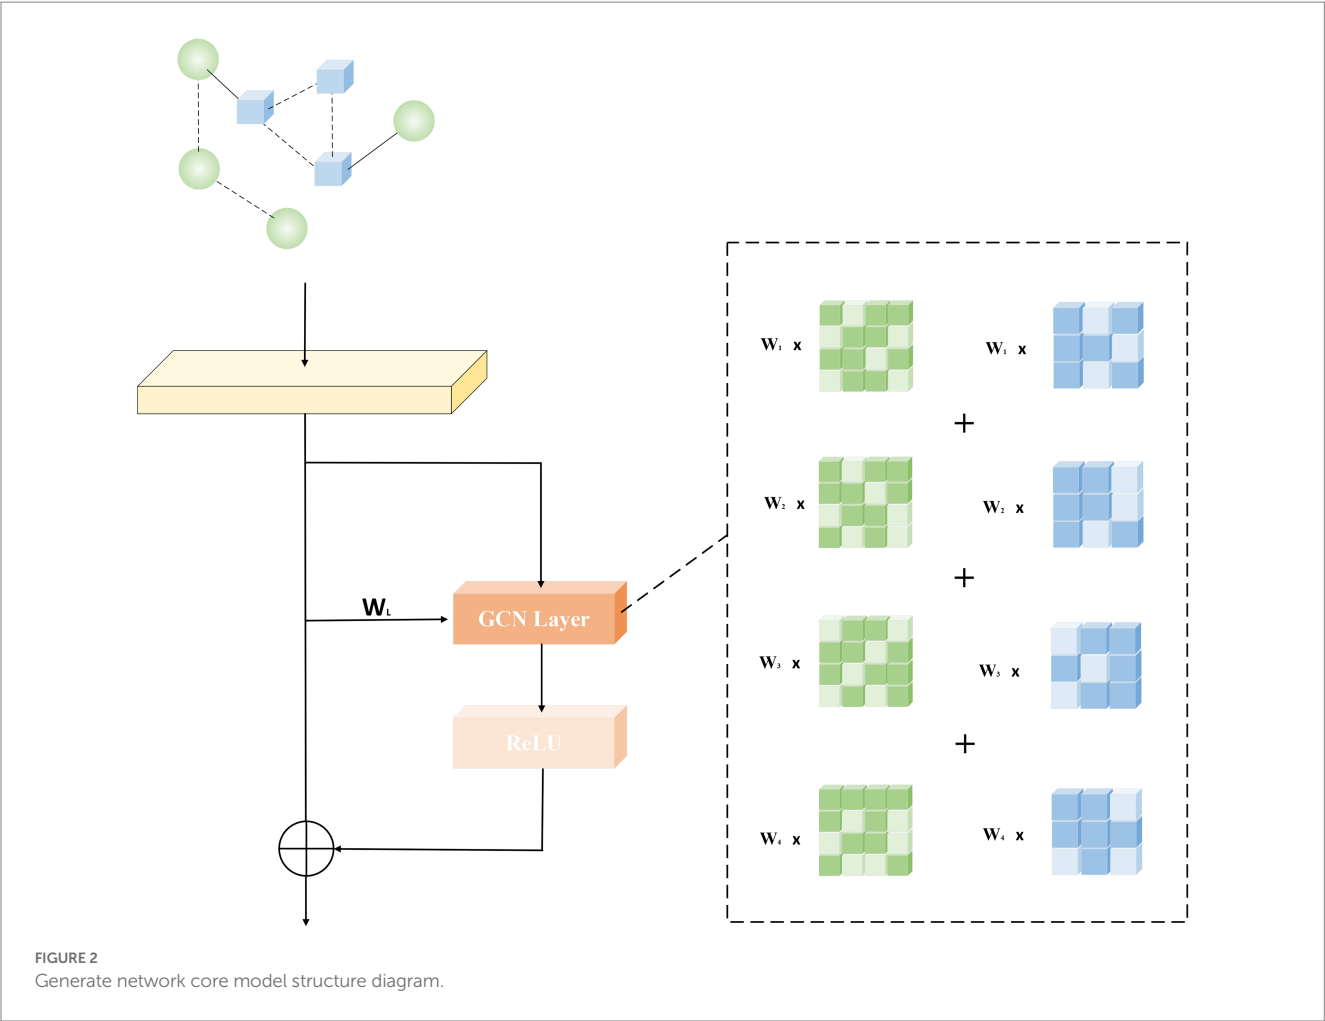 W₁ x
W₁ x
+
W₂ x
W₂ x
+
W_L
GCN Layer
W₃ x
W₃ x
+
ReLU
W₄ x
W₄ x
FIGURE 2
Generate network core model structure diagram.